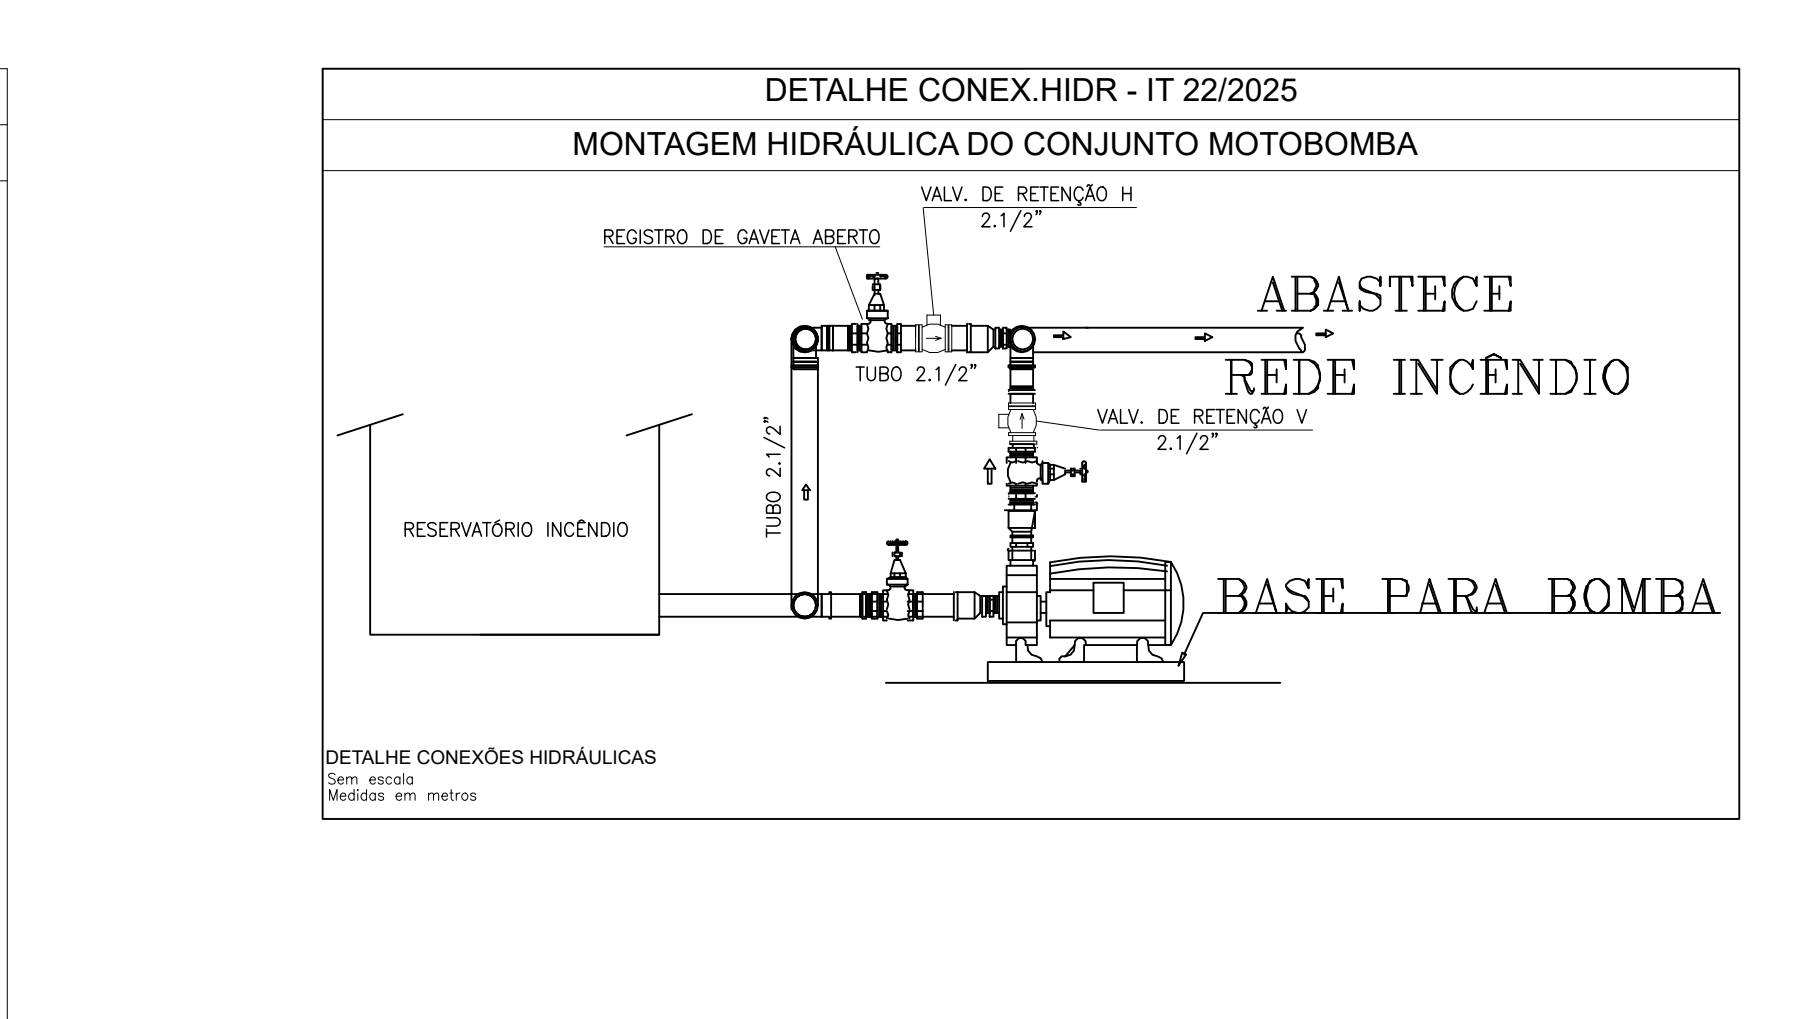 DETALHE CONEX.HIDR - IT 22/2025
MONTAGEM HIDRÁULICA DO CONJUNTO MOTOBOMBA
VALV. DE RETENÇÃO H
2.1/2"
REGISTRO DE GAVETA ABERTO
ABASTECE
REDE INCÊNDIO
TUBO 2.1/2"
VALV. DE RETENÇÃO V
2.1/2"
TUBO 2.1/2"
RESERVATÓRIO INCÊNDIO
BASE PARA BOMBA
DETALHE CONEXÕES HIDRÁULICAS
Sem escala
Medidas em metros